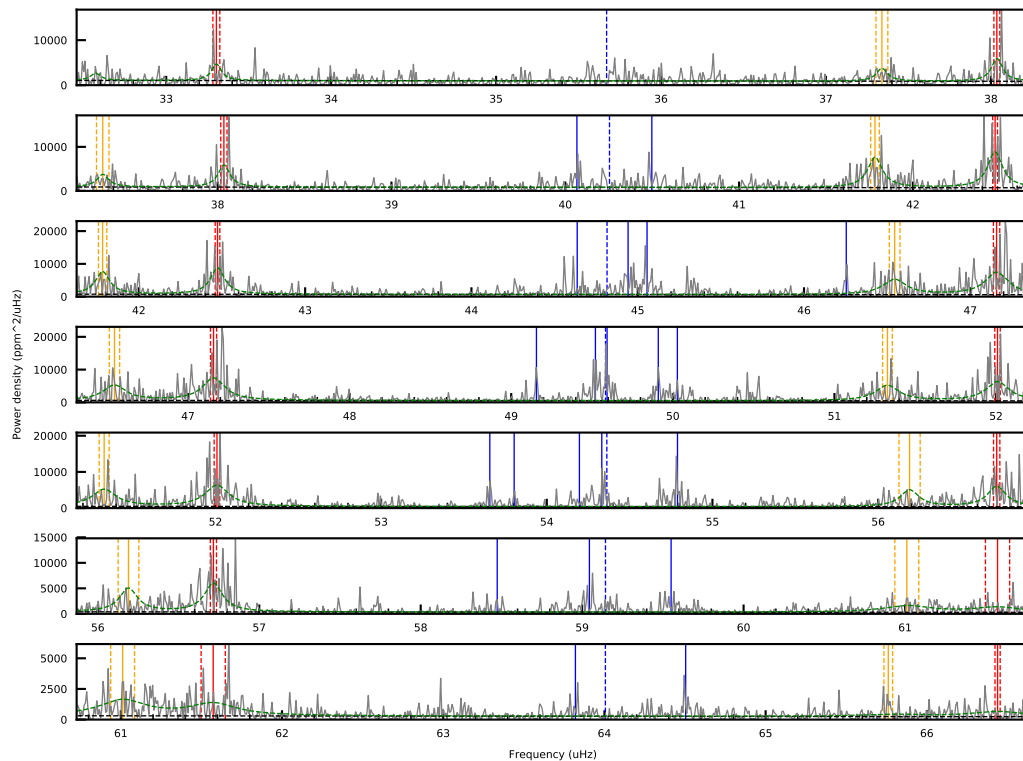 10000
0
33 34 35 36 37 38
10000
0
38 39 40 41 42
20000
10000
0
42 43 44 45 46 47
Power density (ppm^2/uHz)
20000
10000
0
47 48 49 50 51 52
20000
10000
0
52 53 54 55 56
15000
10000
5000
0
56 57 58 59 60 61
5000
2500
0
61 62 63 64 65 66
Frequency (uHz)